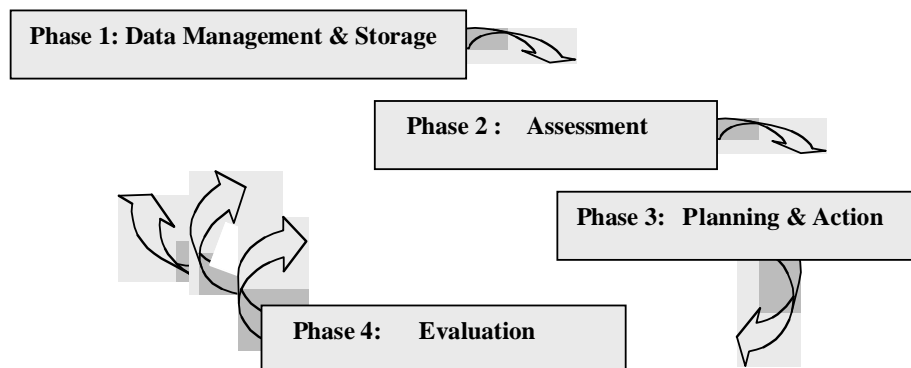 Phase 1: Data Management & Storage
Phase 2 : Assessment
Phase 3: Planning & Action
Phase 4: Evaluation